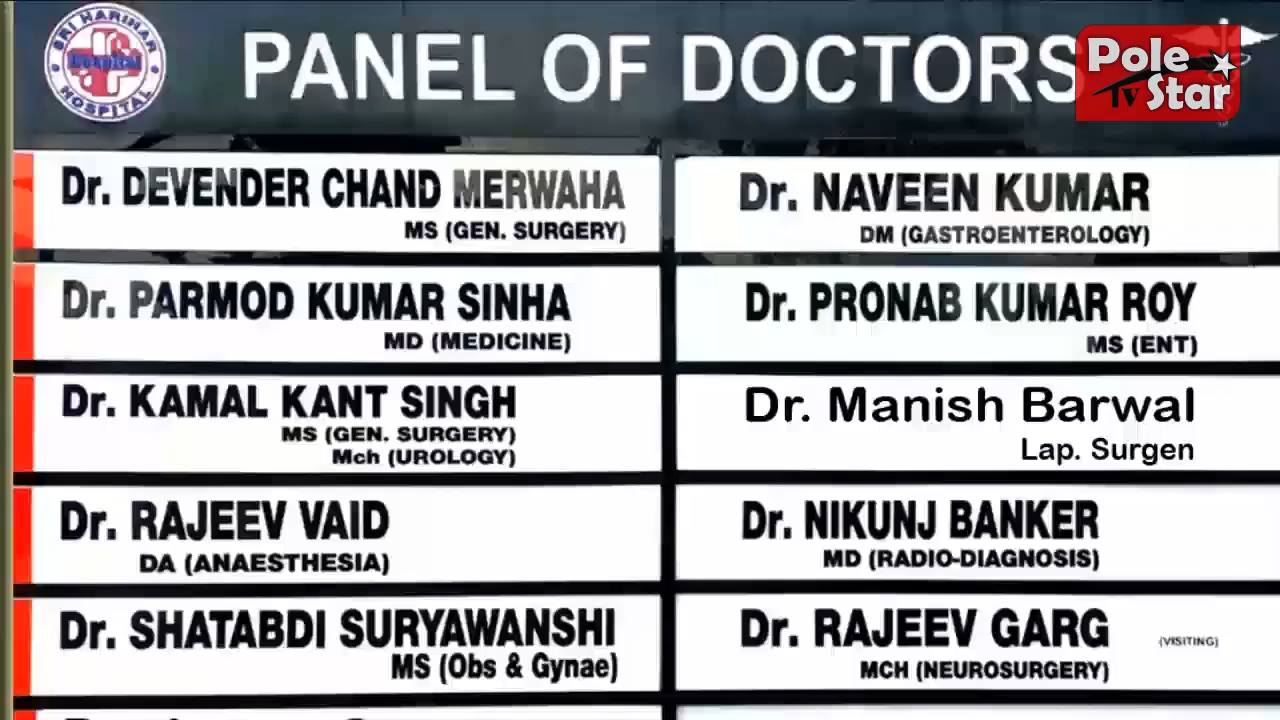 SRI HARIHAR
Hospital
HOSPITAL
PANEL OF DOCTORS
Pole
TV Star
Dr. DEVENDER CHAND MERWAHA
MS (GEN. SURGERY)
Dr. NAVEEN KUMAR
DM (GASTROENTEROLOGY)
Dr. PARMOD KUMAR SINHA
MD (MEDICINE)
Dr. PRONAB KUMAR ROY
MS (ENT)
Dr. KAMAL KANT SINGH
MS (GEN. SURGERY)
Mch (UROLOGY)
Dr. Manish Barwal
Lap. Surgen
Dr. RAJEEV VAID
DA (ANAESTHESIA)
Dr. NIKUNJ BANKER
MD (RADIO-DIAGNOSIS)
Dr. SHATABDI SURYAWANSHI
MS (Obs & Gynae)
Dr. RAJEEV GARG (VISITING)
MCH (NEUROSURGERY)